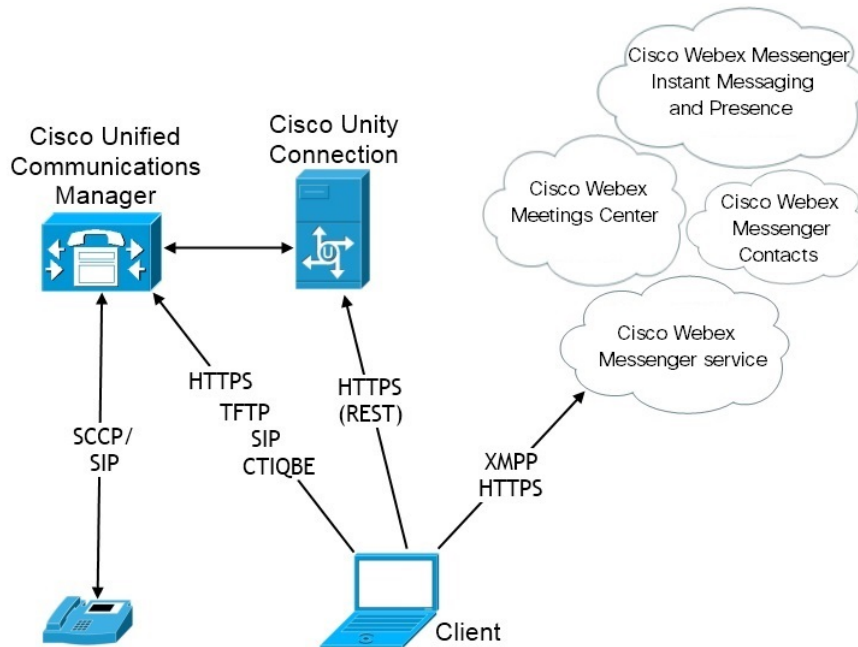 Cisco Webex Messenger
Instant Messaging
and Presence
Cisco Unified
Communications
Manager
Cisco Unity
Connection
Cisco Webex
Meetings Center
Cisco Webex
Messenger
Contacts
U
Cisco Webex
Messenger service
HTTPS
TFTP
SIP
CTIQBE
HTTPS
(REST)
SCCP/
SIP
XMPP
HTTPS
Client